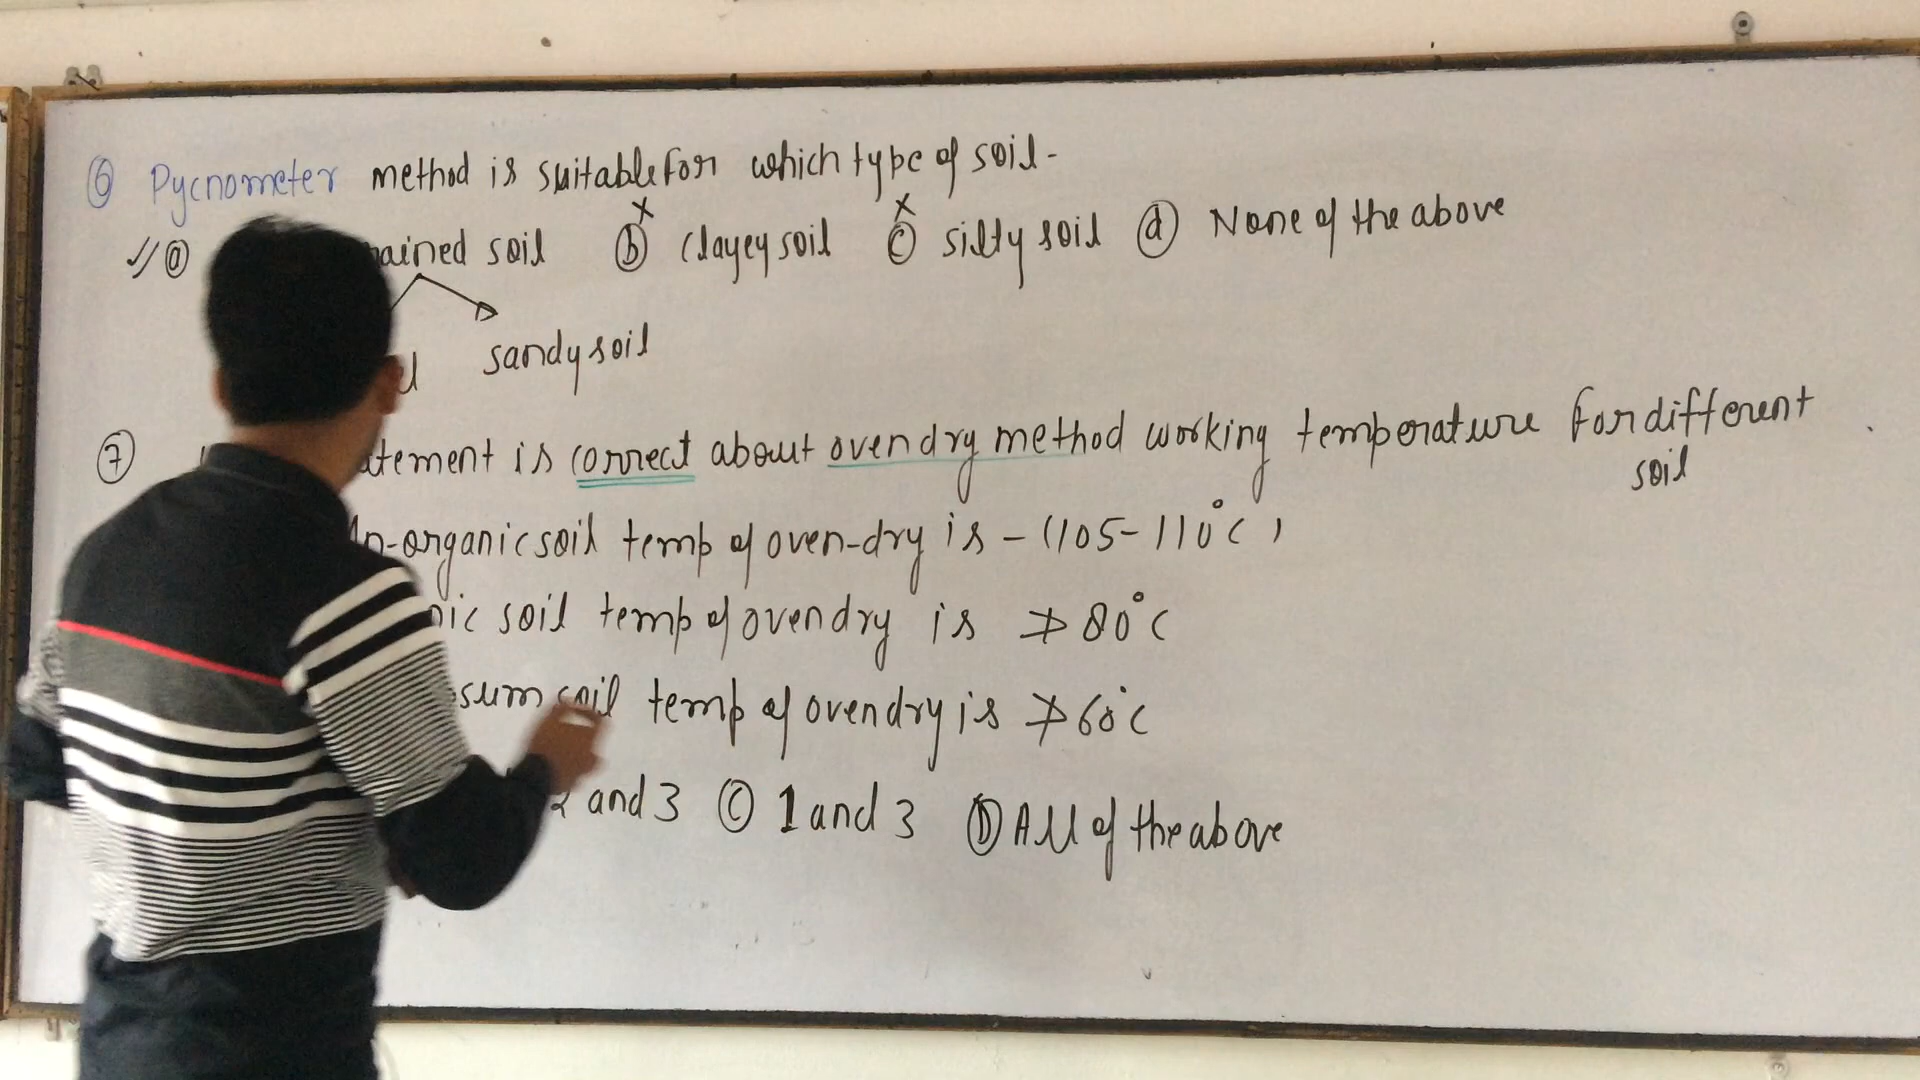 ⑥ Pycnometer method is suitable for which type of soil-
ⓐ ained soil ⓑ clayey soil ⓒ silty soil ⓓ None of the above
sandy soil
⑦ atement is correct about oven dry method working temperature for different
soil
In-organic soil temp of oven-dry is - (105-110°C)
nic soil temp of oven dry is ≯ 80°C
sum soil temp of oven dry is ≯ 60°C
2 and 3 Ⓒ 1 and 3 Ⓓ All of the above